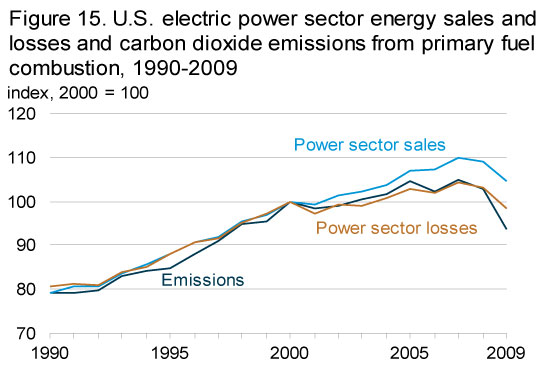 Figure 15. U.S. electric power sector energy sales and
losses and carbon dioxide emissions from primary fuel
combustion, 1990-2009
index, 2000 = 100
120
110
100
90
80
70
Power sector sales
Power sector losses
Emissions
1990
1995
2000
2005
2009